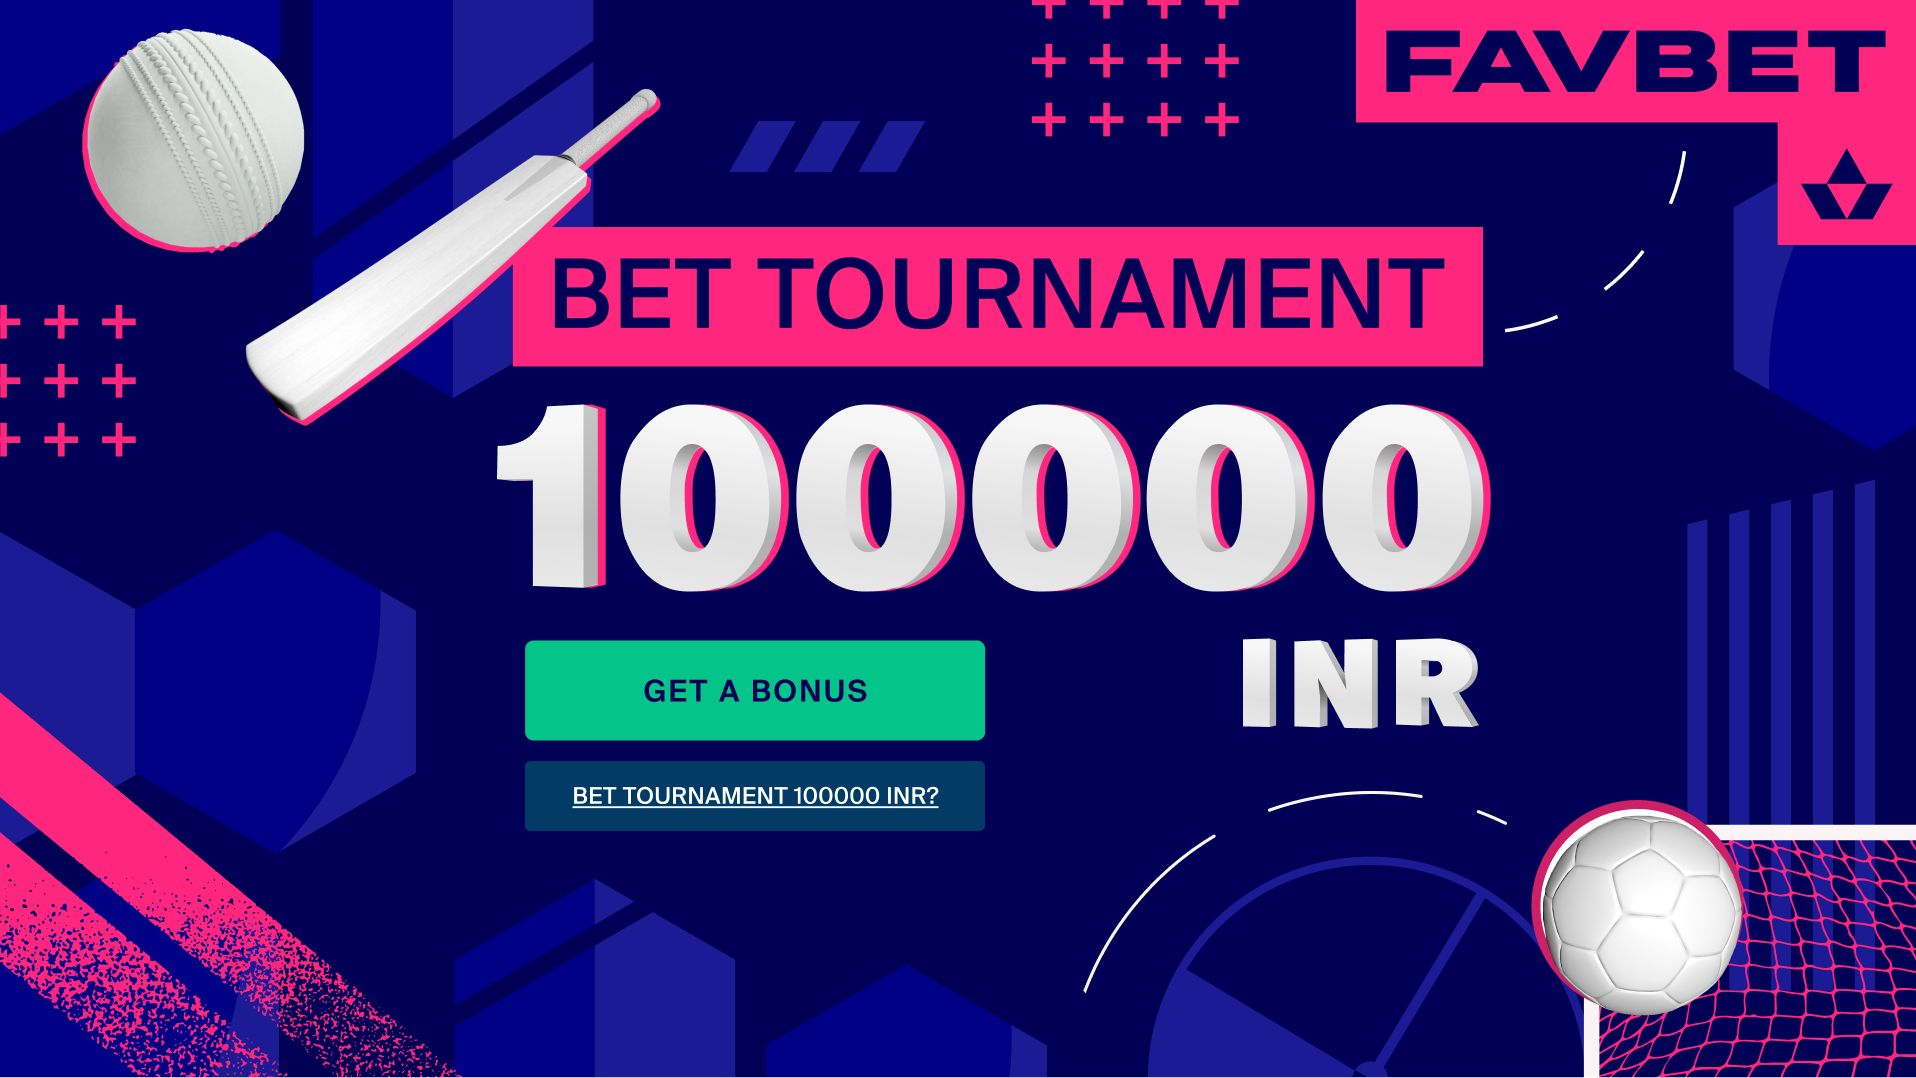 FAVBET
BET TOURNAMENT
100000
INR
GET A BONUS
BET TOURNAMENT 100000 INR?